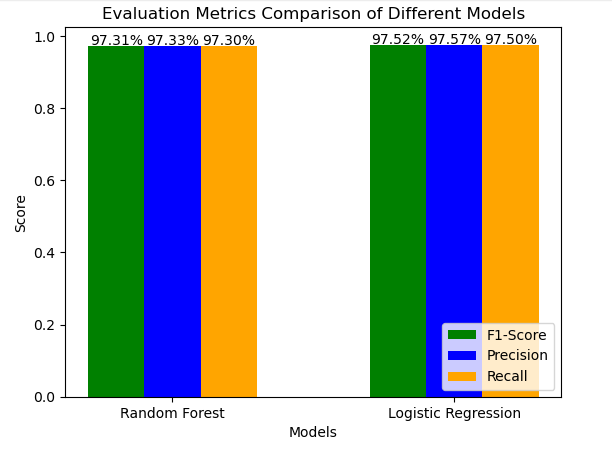 Evaluation Metrics Comparison of Different Models
1.0
0.8
0.6
0.4
0.2
0.0
Score
97.31% 97.33% 97.30%
97.52% 97.57% 97.50%
F1-Score
Precision
Recall
Random Forest
Logistic Regression
Models